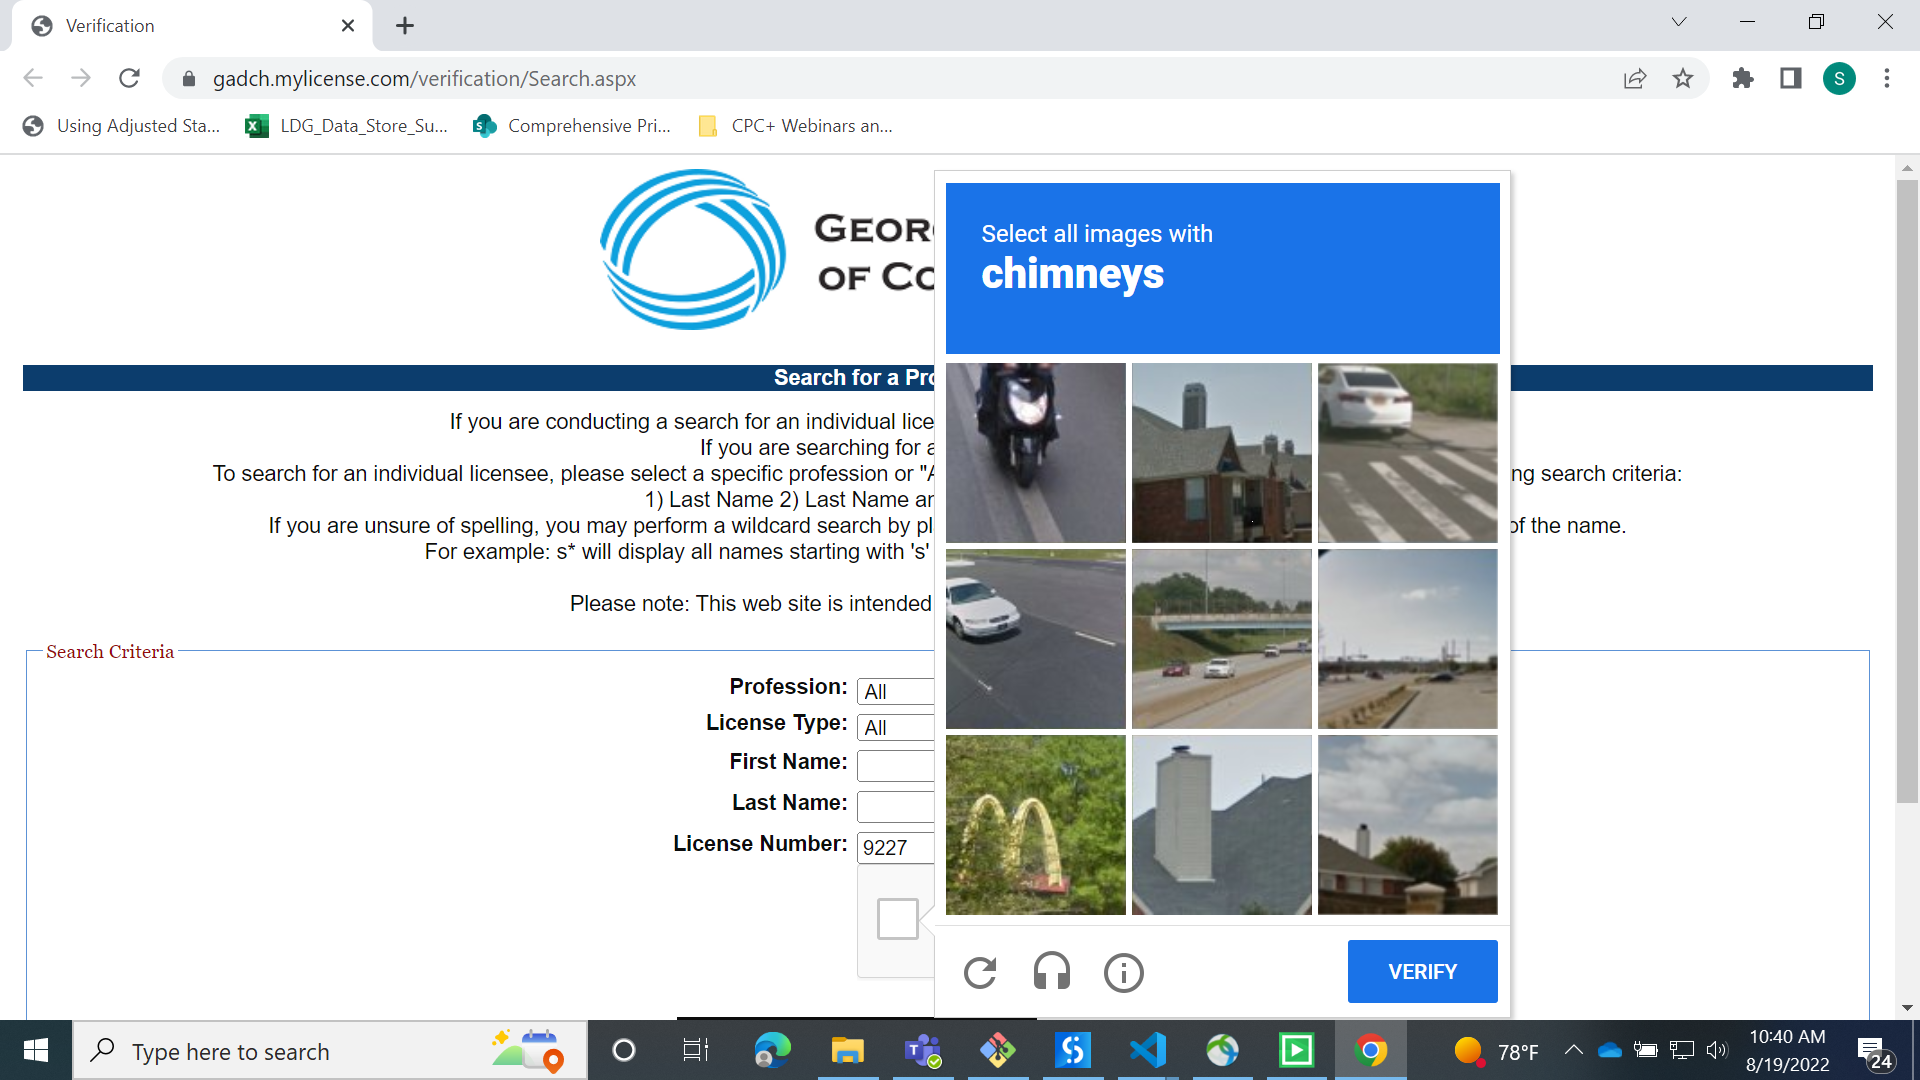 Verification
gadch.mylicense.com/verification/Search.aspx
S
Using Adjusted Sta...
LDG_Data_Store_Su...
Comprehensive Pri...
CPC+ Webinars an...
GEOR
OF CO
Select all images with
chimneys
Search for a Pro
If you are conducting a search for an individual lice
If you are searching for a
To search for an individual licensee, please select a specific profession or "A
ng search criteria:
1) Last Name 2) Last Name an
If you are unsure of spelling, you may perform a wildcard search by pl
of the name.
For example: s* will display all names starting with 's'
Please note: This web site is intended
Search Criteria
Profession: All
License Type: All
First Name:
Last Name:
License Number: 9227
VERIFY
Type here to search
78°F
10:40 AM
8/19/2022
24